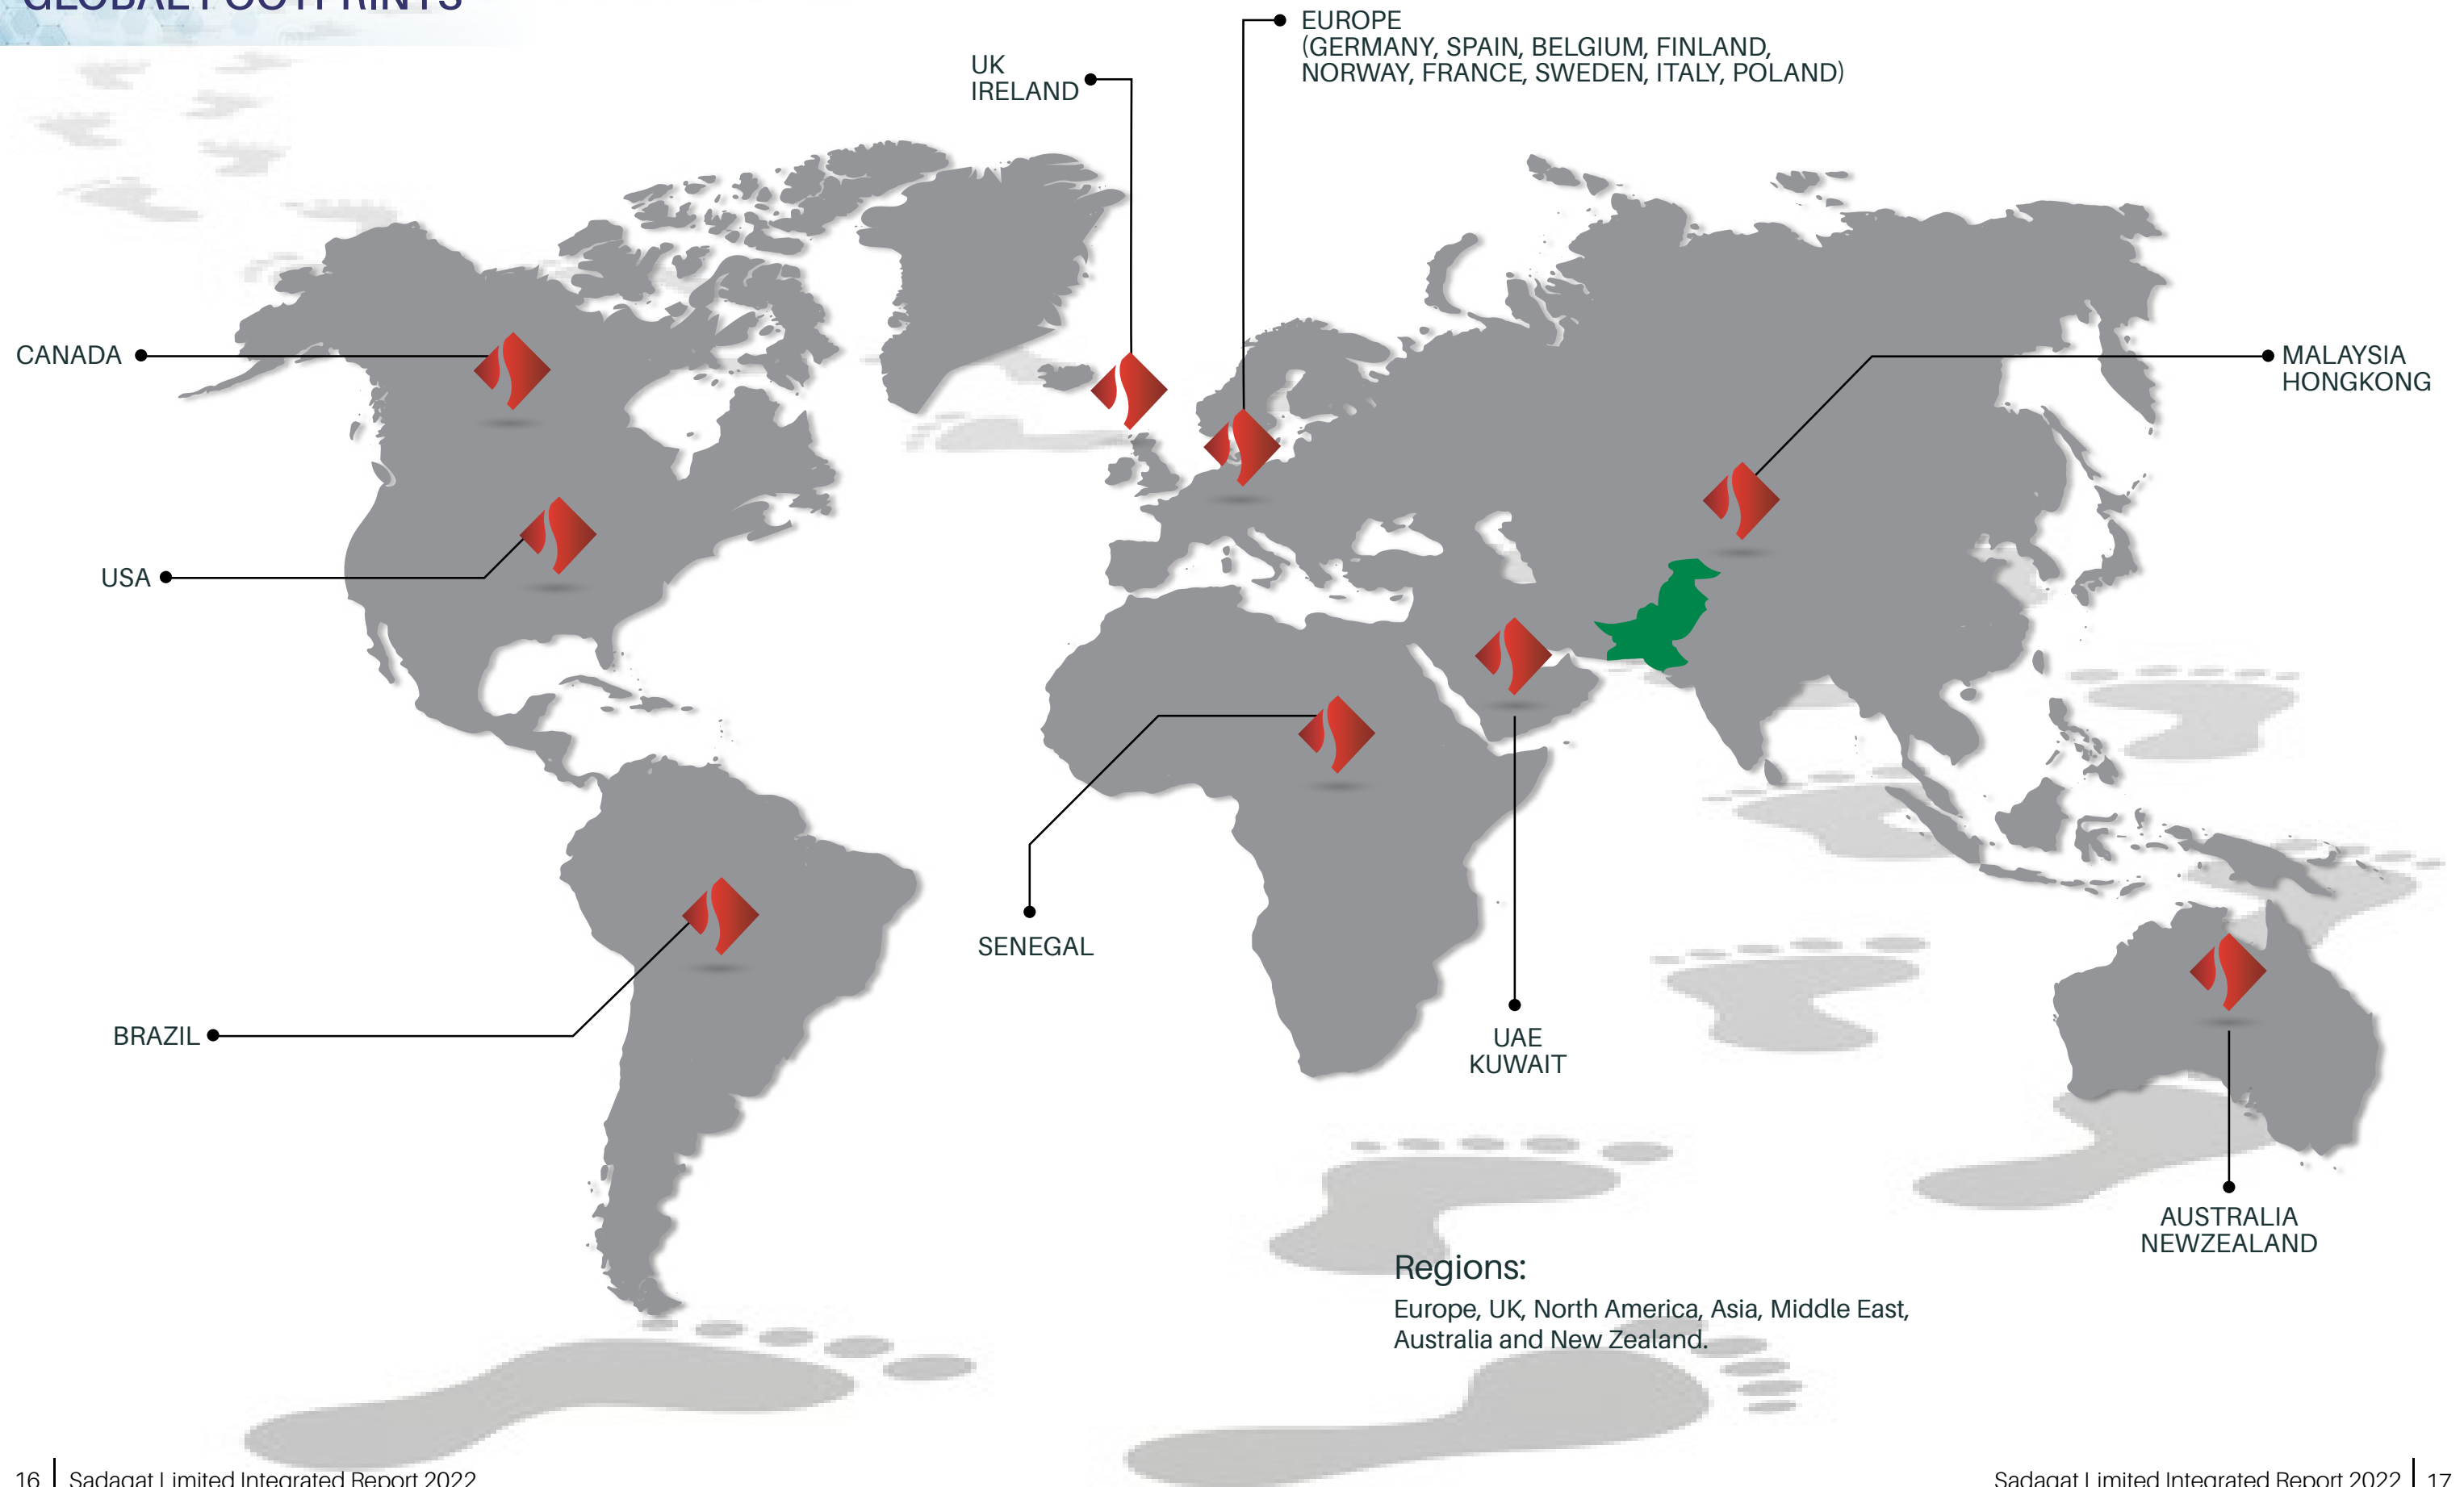 GLOBAL FOOTPRINTS
EUROPE
(GERMANY, SPAIN, BELGIUM, FINLAND,
NORWAY, FRANCE, SWEDEN, ITALY, POLAND)
UK
IRELAND
CANADA
MALAYSIA
HONGKONG
USA
SENEGAL
BRAZIL
UAE
KUWAIT
AUSTRALIA
NEWZEALAND
Regions:
Europe, UK, North America, Asia, Middle East,
Australia and New Zealand.
16 | Sadaqat Limited Integrated Report 2022
Sadaqat Limited Integrated Report 2022 | 17